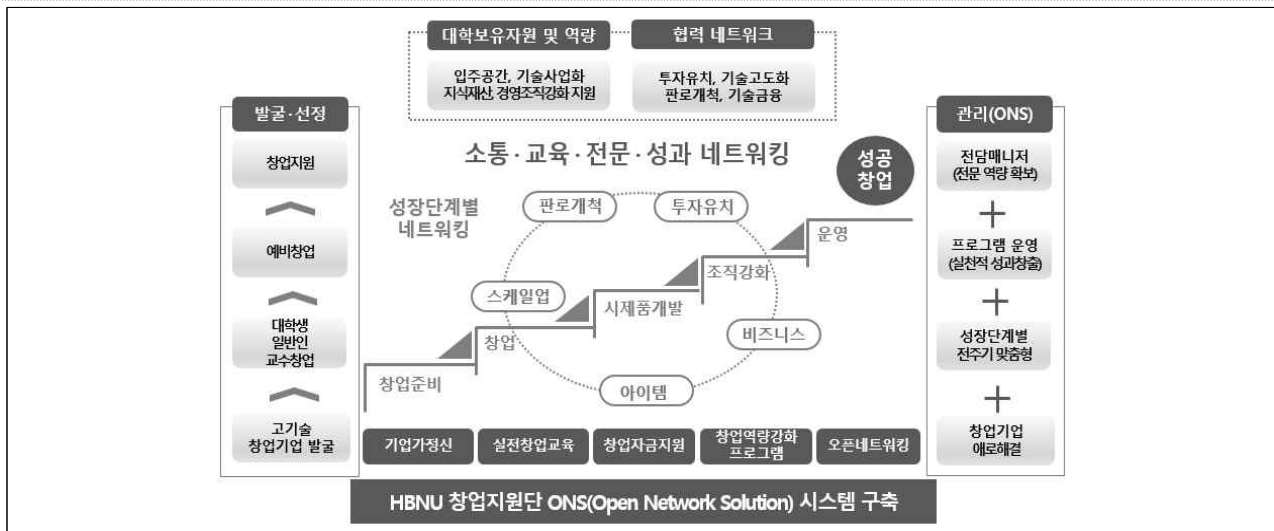 대학보유자원 및 역량
협력 네트워크
입주공간, 기술사업화
지식재산, 경영조직강화 지원
투자유치, 기술고도화
판로개척, 기술금융
발굴·선정
창업지원
예비창업
대학생
일반인
교수창업
고기술
창업기업 발굴
소통·교육·전문·성과 네트워킹
성공
창업
성장단계별
네트워킹
판로개척
투자유치
스케일업
비즈니스
아이템
창업준비
창업
시제품개발
조직강화
운영
기업가정신
실전창업교육
창업자금지원
창업역량강화
프로그램
오픈네트워킹
관리(ONS)
전담매니저
(전문 역량 확보)
+
프로그램 운영
(실천적 성과창출)
+
성장단계별
전주기 맞춤형
+
창업기업
애로해결
HBNU 창업지원단 ONS(Open Network Solution) 시스템 구축